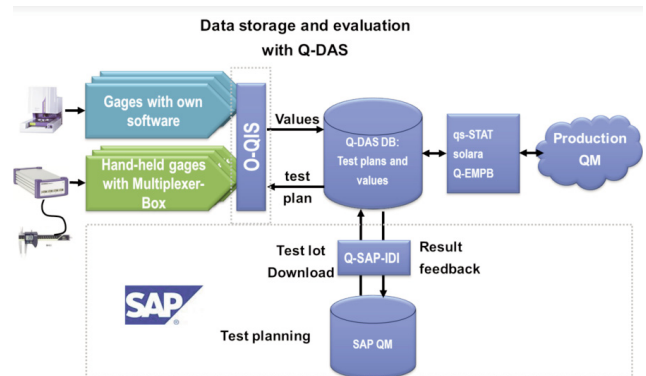 Data storage and evaluation
with Q-DAS
Gages with own
software
Hand-held gages
with Multiplexer-
Box
O-QIS
Values
test
plan
Q-DAS DB:
Test plans and
values
qs-STAT
solara
Q-EMPB
Production
QM
Test lot
Download
Q-SAP-IDI
Result
feedback
SAP
Test planning
SAP QM